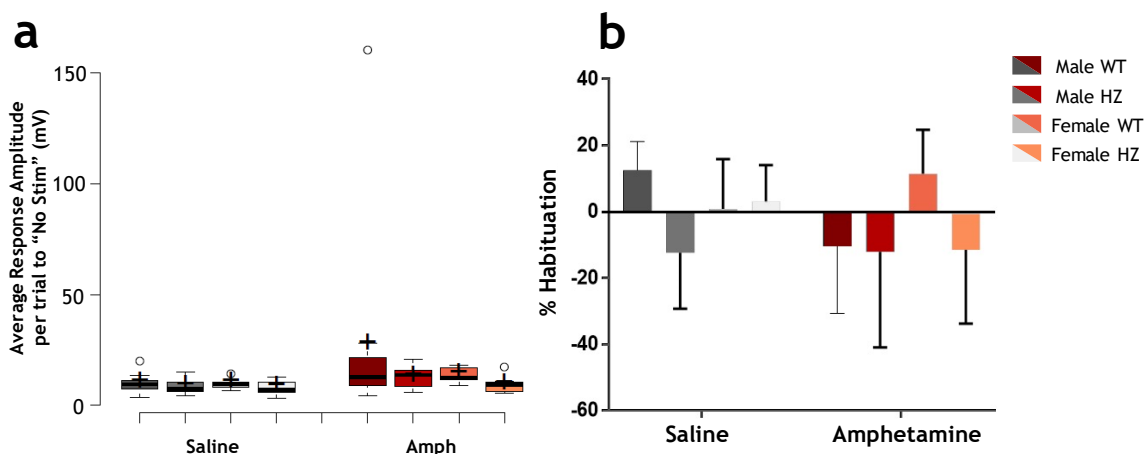 a
Average Response Amplitude
per trial to “No Stim” (mV)
150
100
50
0
Saline
Amph
b
% Habituation
40
20
0
-20
-40
-60
Saline
Amphetamine
Male WT
Male HZ
Female WT
Female HZ